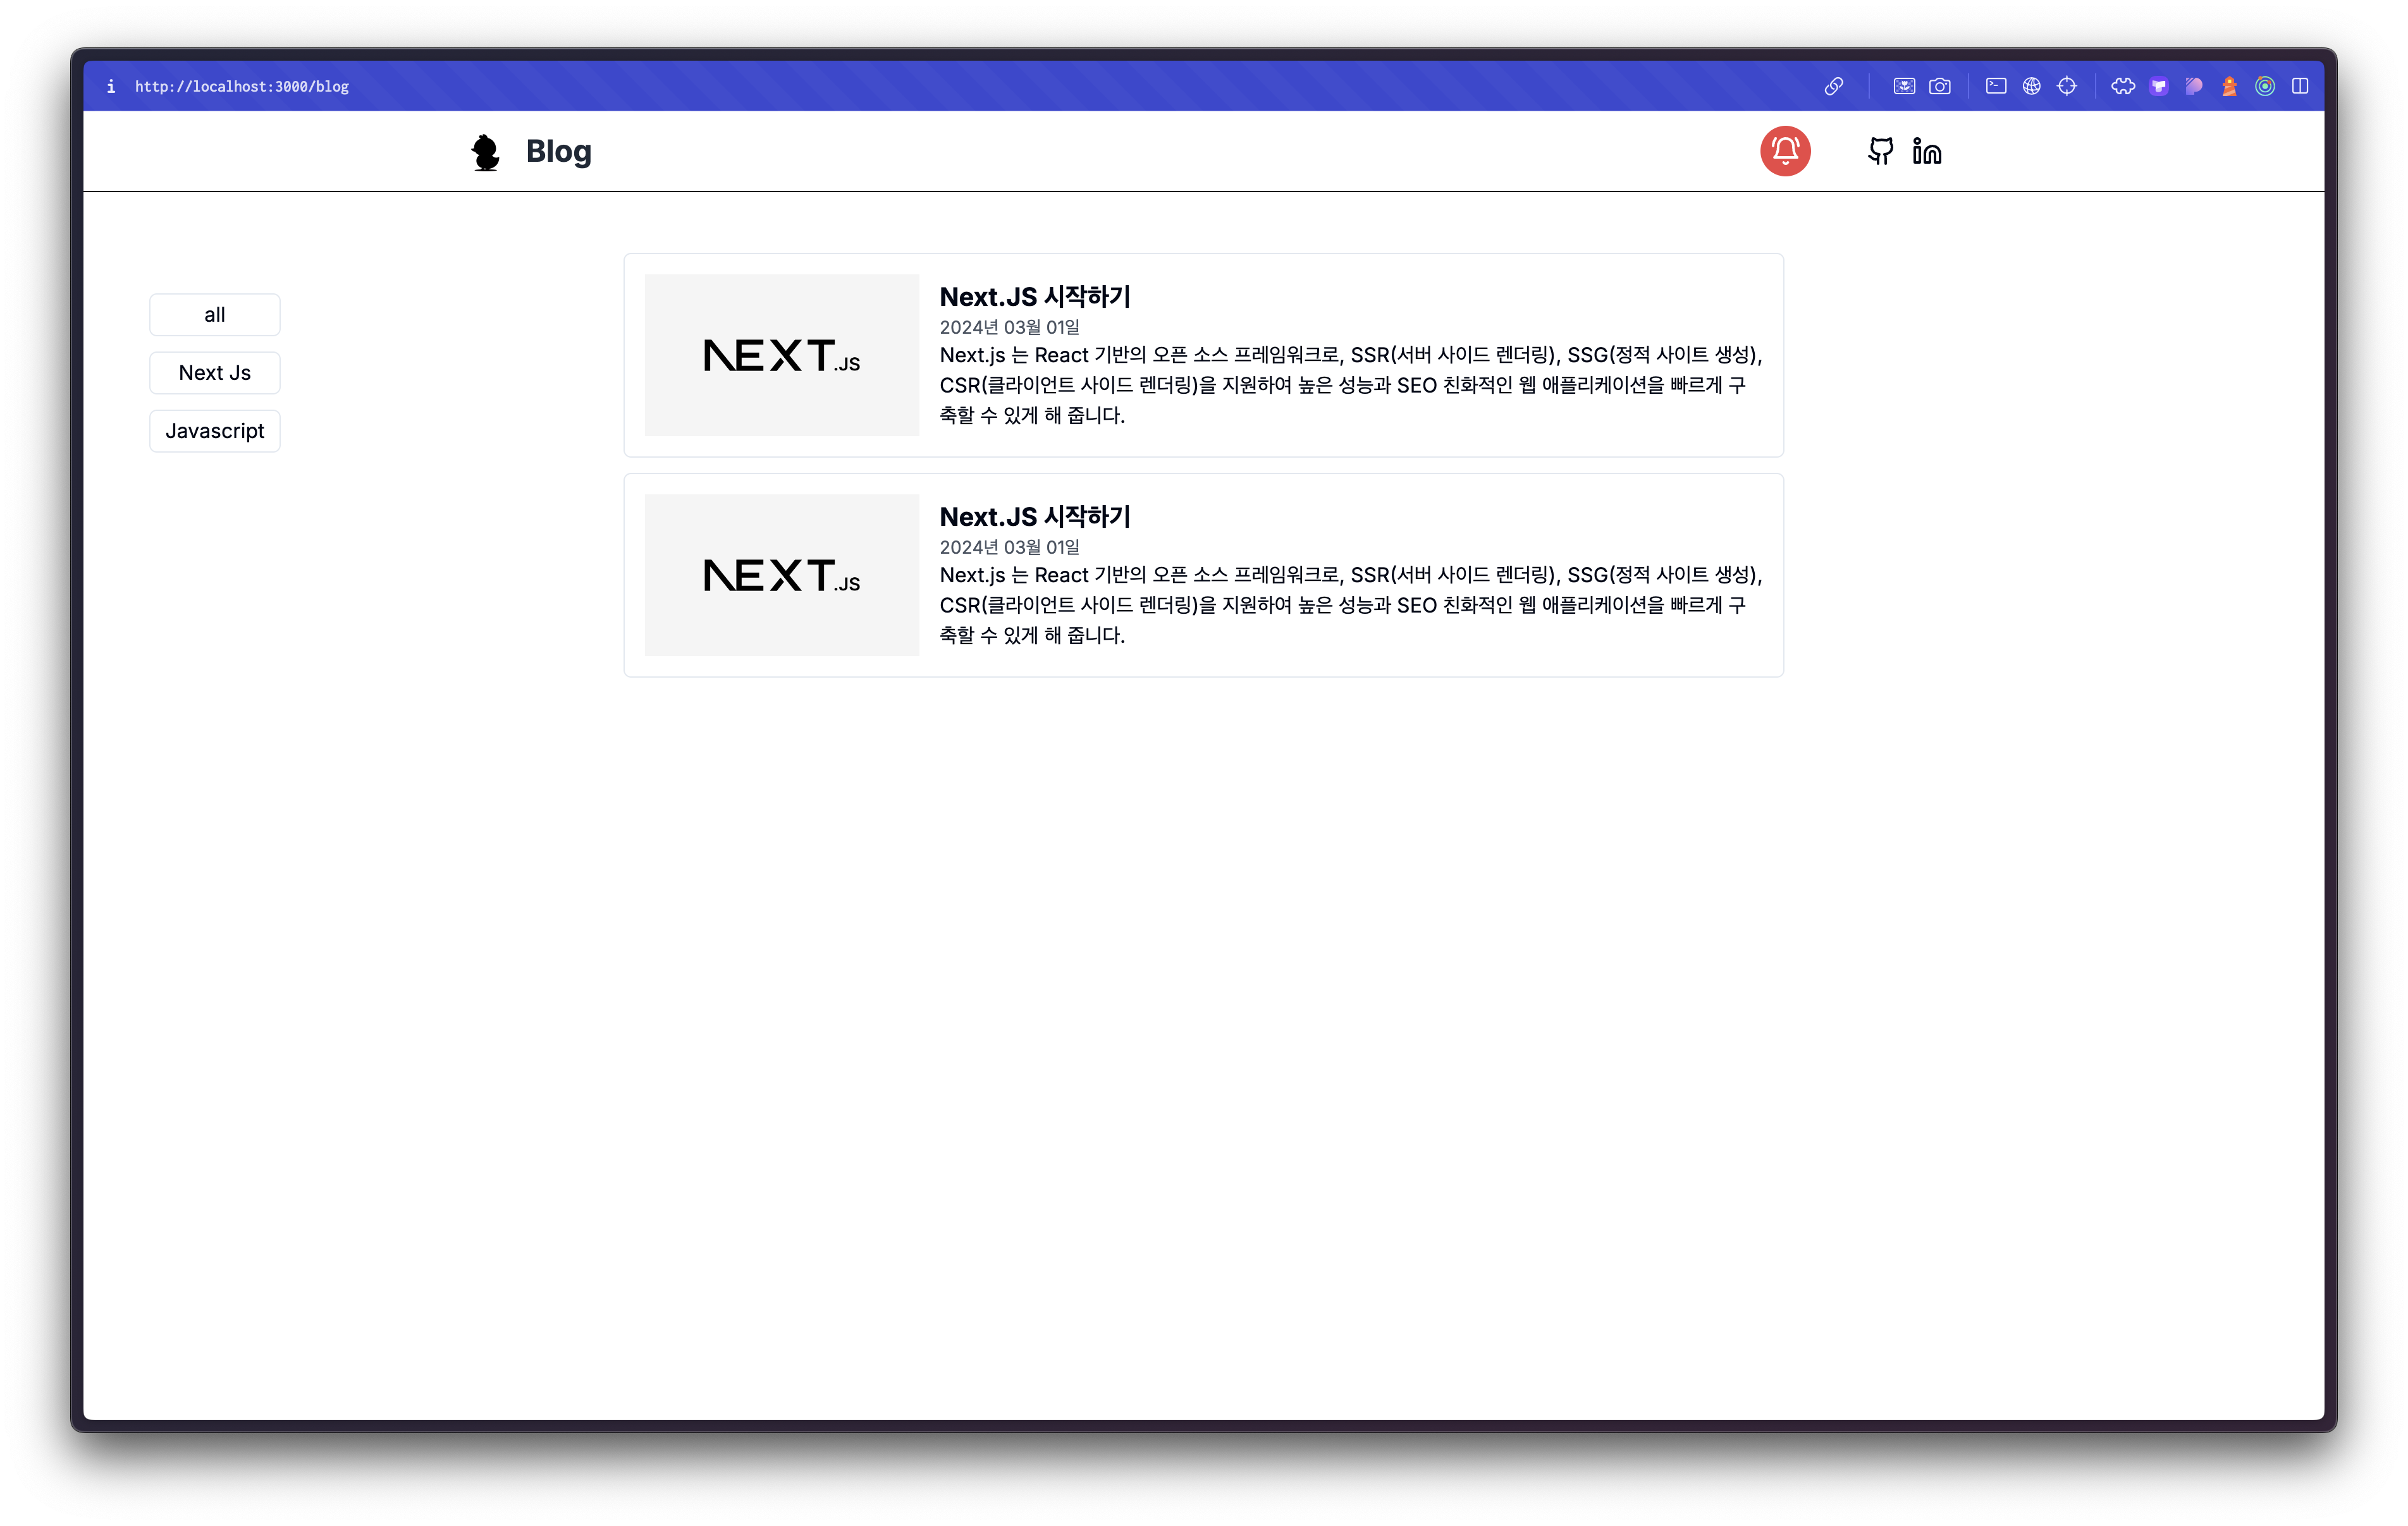 http://localhost:3000/blog
Blog
all
Next Js
Javascript
NEXT.JS
Next.JS 시작하기
2024년 03월 01일
Next.js 는 React 기반의 오픈 소스 프레임워크로, SSR(서버 사이드 렌더링), SSG(정적 사이트 생성),
CSR(클라이언트 사이드 렌더링)을 지원하여 높은 성능과 SEO 친화적인 웹 애플리케이션을 빠르게 구
축할 수 있게 해 줍니다.
NEXT.JS
Next.JS 시작하기
2024년 03월 01일
Next.js 는 React 기반의 오픈 소스 프레임워크로, SSR(서버 사이드 렌더링), SSG(정적 사이트 생성),
CSR(클라이언트 사이드 렌더링)을 지원하여 높은 성능과 SEO 친화적인 웹 애플리케이션을 빠르게 구
축할 수 있게 해 줍니다.